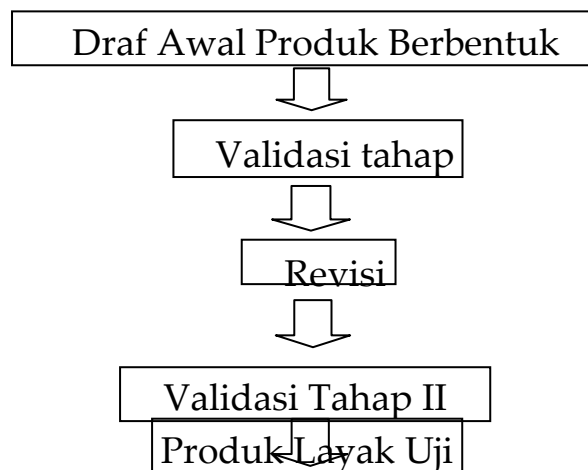 Draf Awal Produk Berbentuk
Validasi tahap
Revisi
Validasi Tahap II
Produk Layak Uji